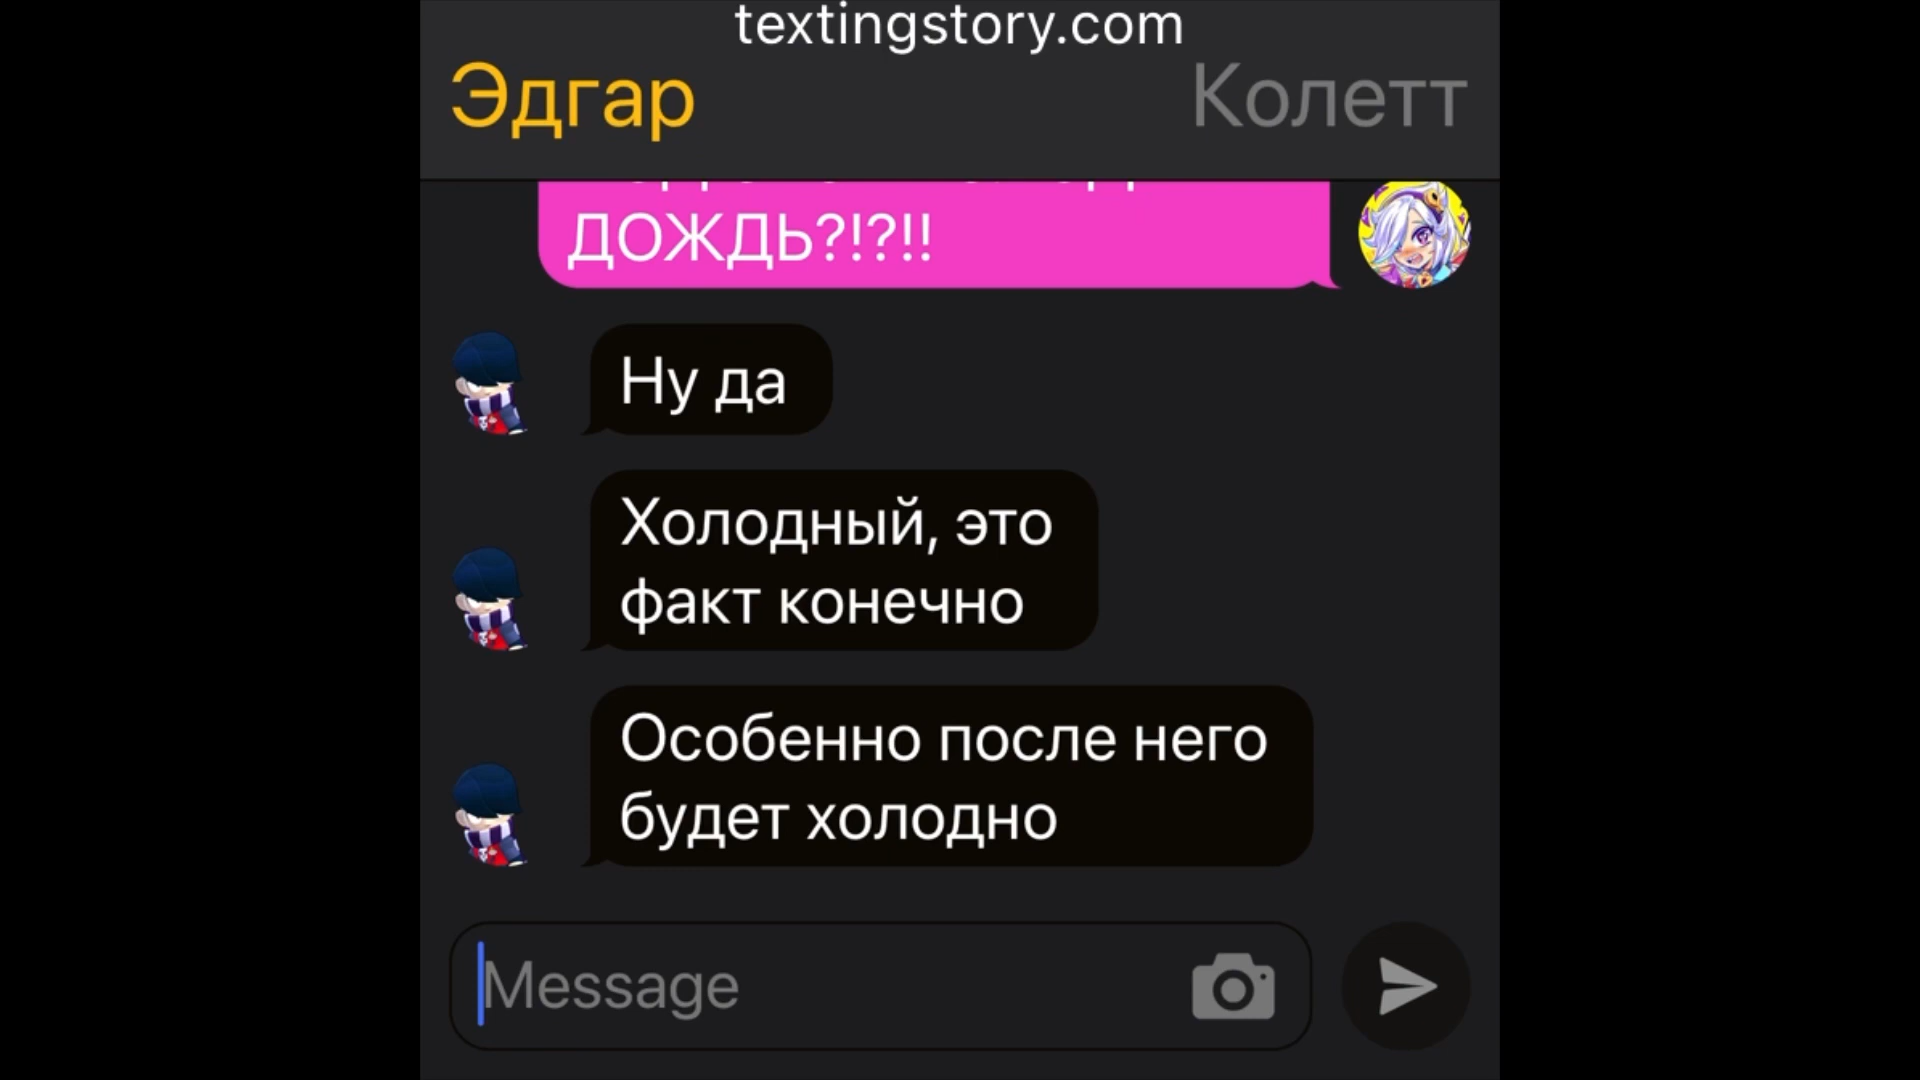 textingstory.com
Эдгар
Колетт
ДОЖДЬ?!?!!
Ну да
Холодный, это
факт конечно
Особенно после него
будет холодно
Message